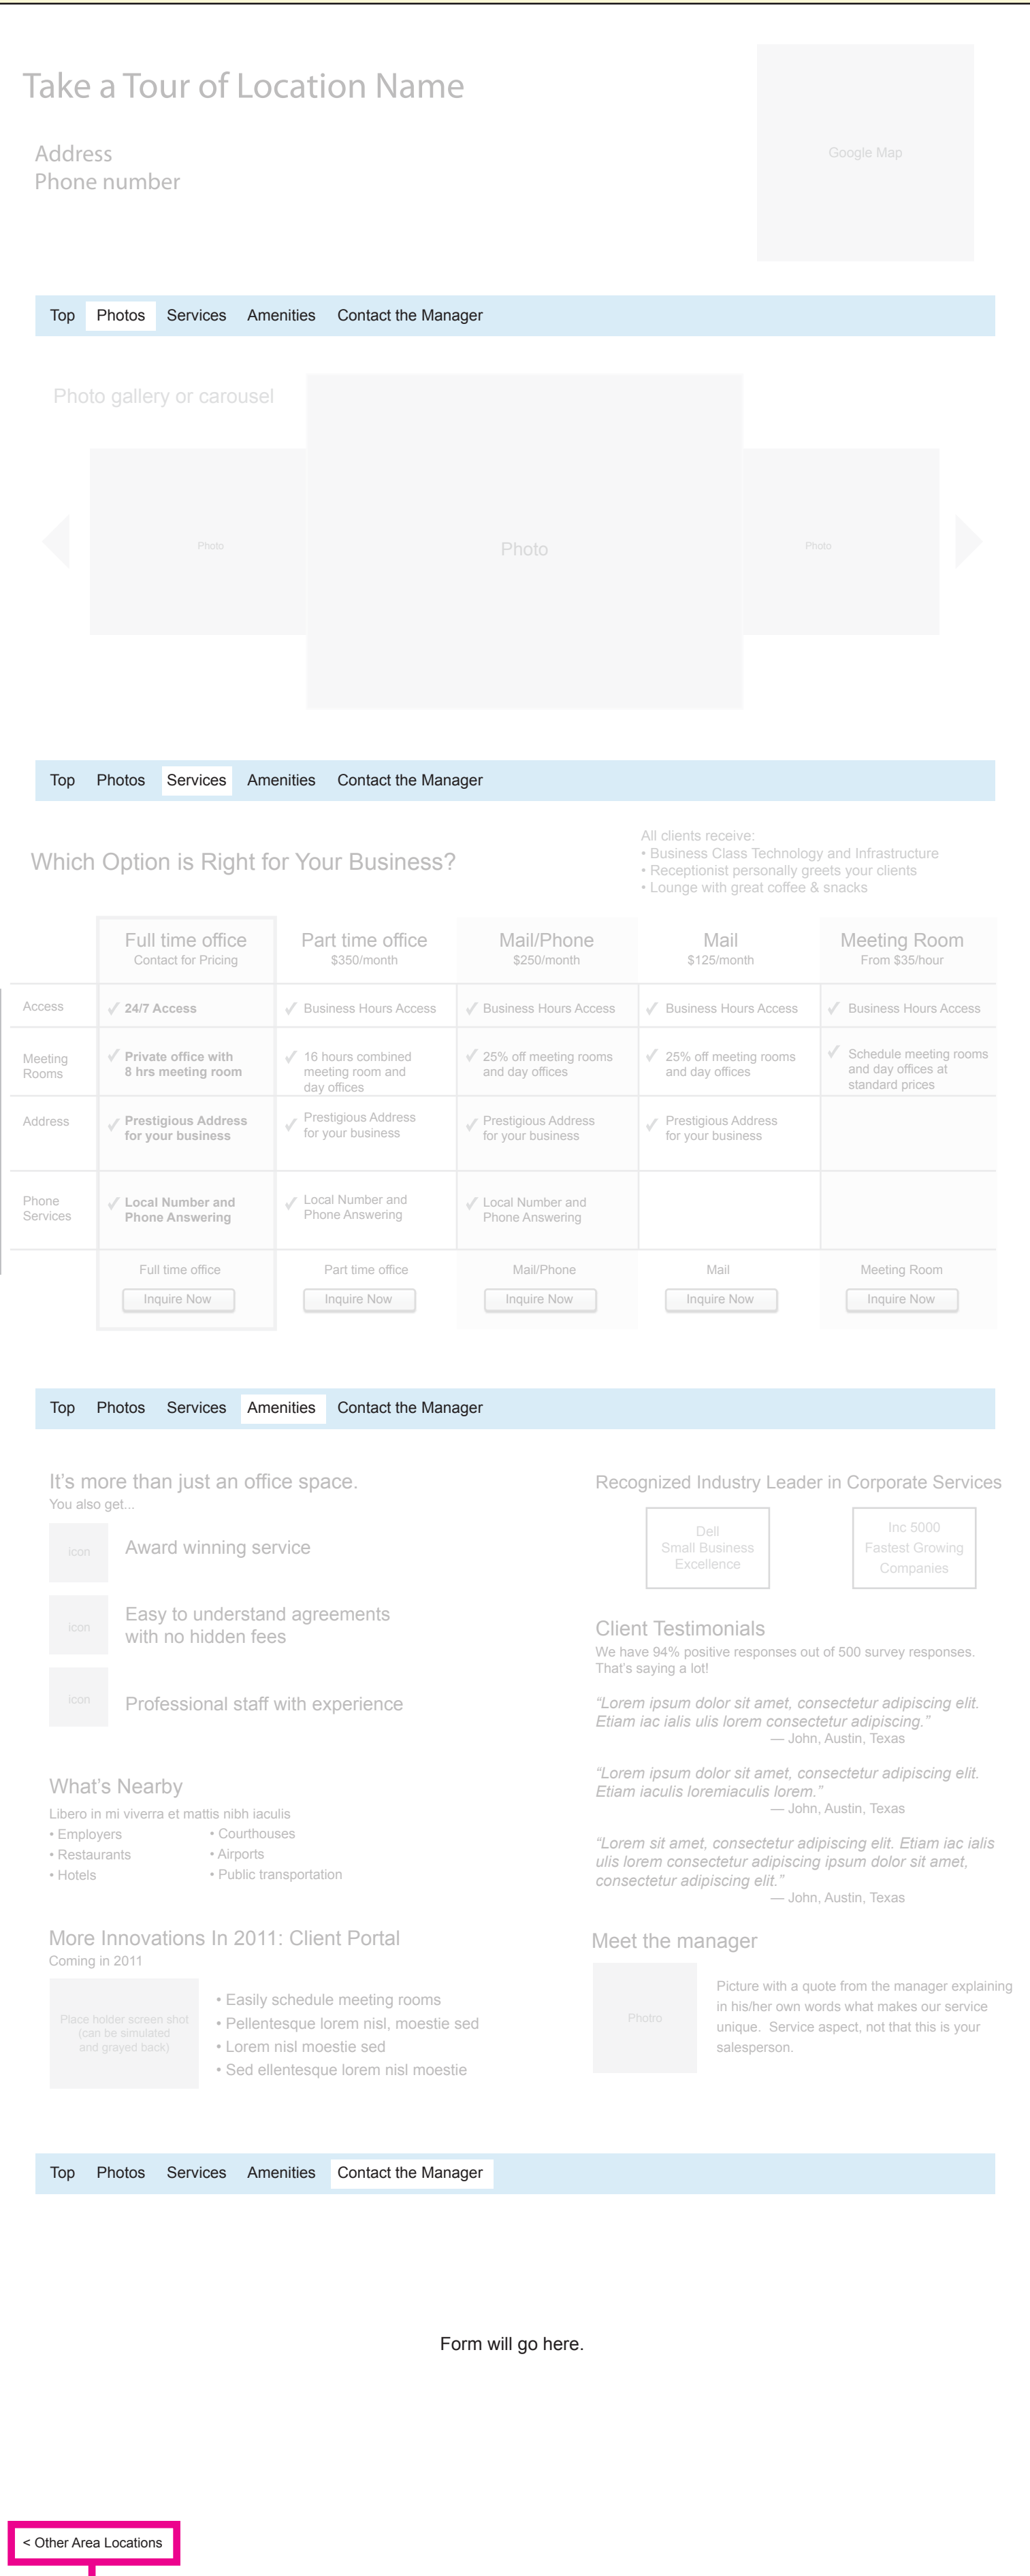 Take a Tour of Location Name
Address
Phone number
Google Map
Top Photos Services Amenities Contact the Manager
Photo gallery or carousel
Photo
Photo
Photo
Top Photos Services Amenities Contact the Manager
Which Option is Right for Your Business?
All clients receive:
• Business Class Technology and Infrastructure
• Receptionist personally greets your clients
• Lounge with great coffee & snacks
Full time office Part time office Mail/Phone Mail Meeting Room
Contact for Pricing $350/month $250/month $125/month From $35/hour
Access ✓ 24/7 Access ✓ Business Hours Access ✓ Business Hours Access ✓ Business Hours Access ✓ Business Hours Access
Meeting
Rooms
✓ Private office with
8 hrs meeting room
✓ 16 hours combined
meeting room and
day offices
✓ 25% off meeting rooms
and day offices
✓ 25% off meeting rooms
and day offices
✓ Schedule meeting rooms
and day offices at
standard prices
Address
✓ Prestigious Address
for your business
✓ Prestigious Address
for your business
✓ Prestigious Address
for your business
✓ Prestigious Address
for your business
Phone
Services
✓ Local Number and
Phone Answering
✓ Local Number and
Phone Answering
✓ Local Number and
Phone Answering
Full time office Part time office Mail/Phone Mail Meeting Room
Inquire Now Inquire Now Inquire Now Inquire Now Inquire Now
Top Photos Services Amenities Contact the Manager
It's more than just an office space.
You also get...
icon
Award winning service
icon
Easy to understand agreements
with no hidden fees
icon
Professional staff with experience
What's Nearby
Libero in mi viverra et mattis nibh iaculis
• Employers
• Restaurants
• Hotels
• Courthouses
• Airports
• Public transportation
More Innovations In 2011: Client Portal
Coming in 2011
Place holder screen shot
(can be simulated
and grayed back)
• Easily schedule meeting rooms
• Pellentesque lorem nisl, moestie sed
• Lorem nisl moestie sed
• Sed ellentesque lorem nisl moestie
Recognized Industry Leader in Corporate Services
Dell
Small Business
Excellence
Inc 5000
Fastest Growing
Companies
Client Testimonials
We have 94% positive responses out of 500 survey responses.
That's saying a lot!
“Lorem ipsum dolor sit amet, consectetur adipiscing elit.
Etiam iac ialis ulis lorem consectetur adipiscing.”
— John, Austin, Texas
“Lorem ipsum dolor sit amet, consectetur adipiscing elit.
Etiam iaculis loremiaculis lorem.”
— John, Austin, Texas
“Lorem sit amet, consectetur adipiscing elit. Etiam iac ialis
ulis lorem consectetur adipiscing ipsum dolor sit amet,
consectetur adipiscing elit.”
— John, Austin, Texas
Meet the manager
Photro
Picture with a quote from the manager explaining
in his/her own words what makes our service
unique. Service aspect, not that this is your
salesperson.
Top Photos Services Amenities Contact the Manager
Form will go here.
< Other Area Locations